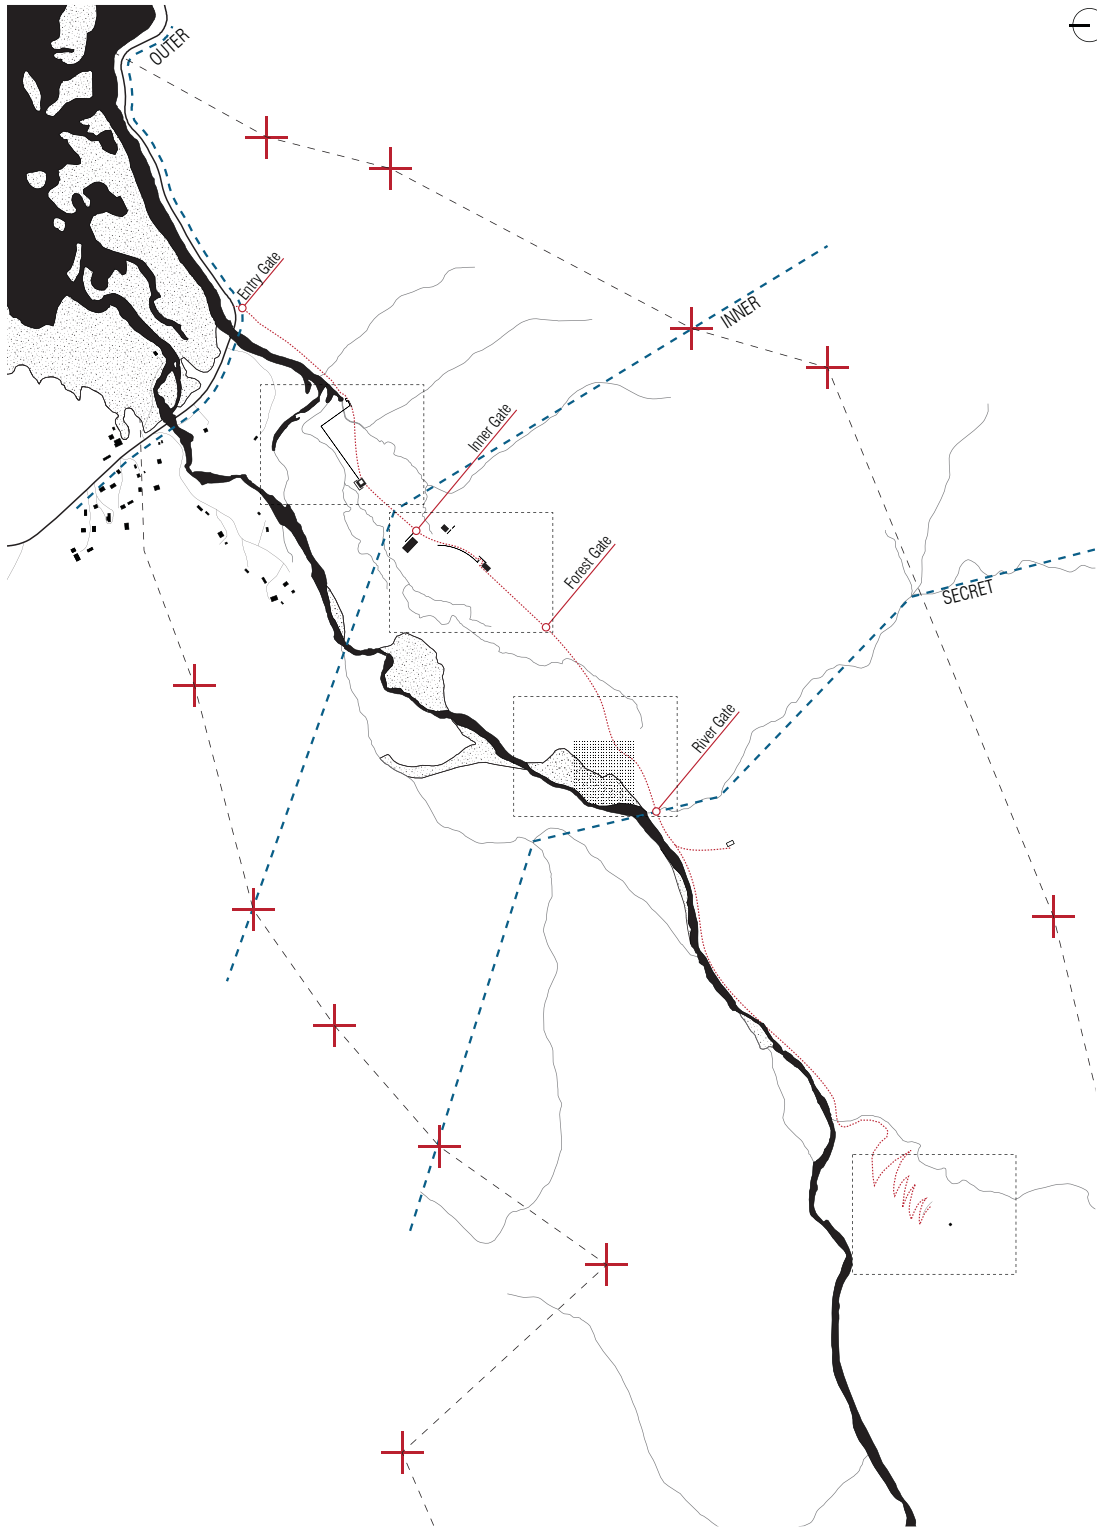 OUTER
Entry Gate
INNER
Inner Gate
Forest Gate
SECRET
River Gate